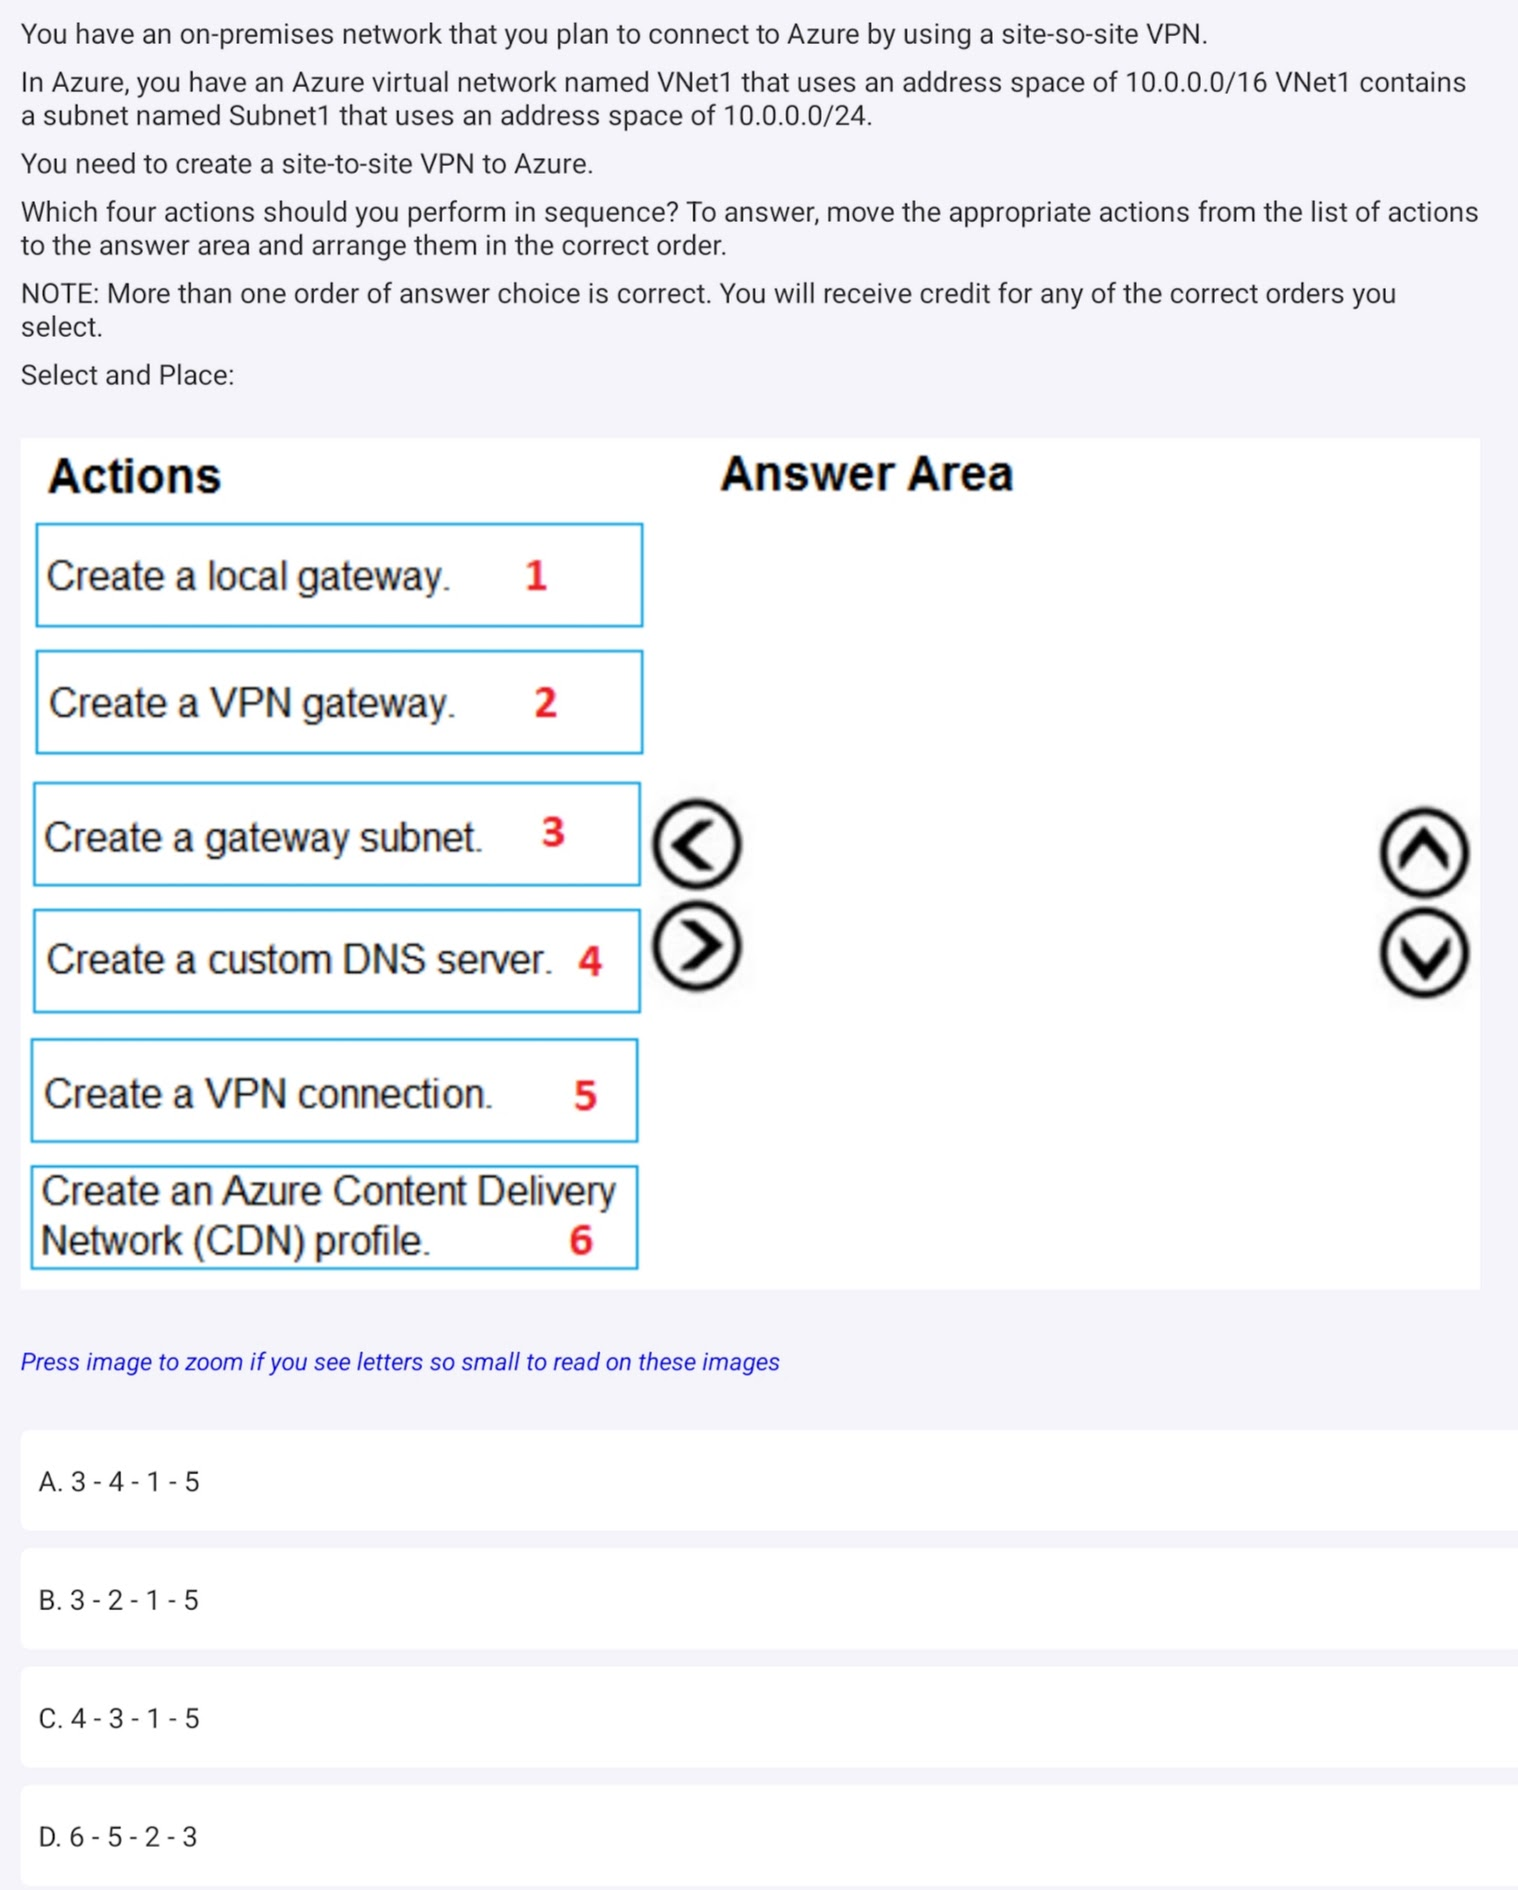 You have an on-premises network that you plan to connect to Azure by using a site-so-site VPN.
In Azure, you have an Azure virtual network named VNet1 that uses an address space of 10.0.0.0/16 VNet1 contains
a subnet named Subnet1 that uses an address space of 10.0.0.0/24.
You need to create a site-to-site VPN to Azure.
Which four actions should you perform in sequence? To answer, move the appropriate actions from the list of actions
to the answer area and arrange them in the correct order.
NOTE: More than one order of answer choice is correct. You will receive credit for any of the correct orders you
select.
Select and Place:
Actions
Answer Area
Create a local gateway. 1
Create a VPN gateway. 2
Create a gateway subnet. 3
Create a custom DNS server. 4
Create a VPN connection. 5
Create an Azure Content Delivery
Network (CDN) profile. 6
Press image to zoom if you see letters so small to read on these images
A. 3 - 4 - 1 - 5
B. 3 - 2 - 1 - 5
C. 4 - 3 - 1 - 5
D. 6 - 5 - 2 - 3